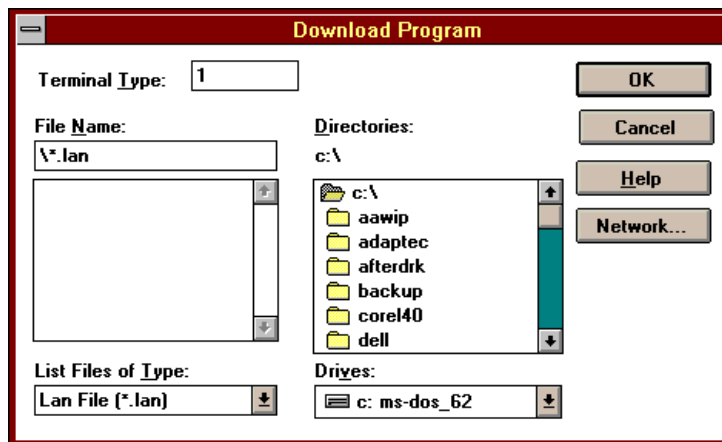 Download Program
Terminal Type: 1
OK
File Name:
Directories:
Cancel
\*.lan
c:\
c:\
Help
aawip
Network...
adaptec
afterdrk
backup
corel40
dell
List Files of Type:
Drives:
Lan File (*.lan)
c: ms-dos_62